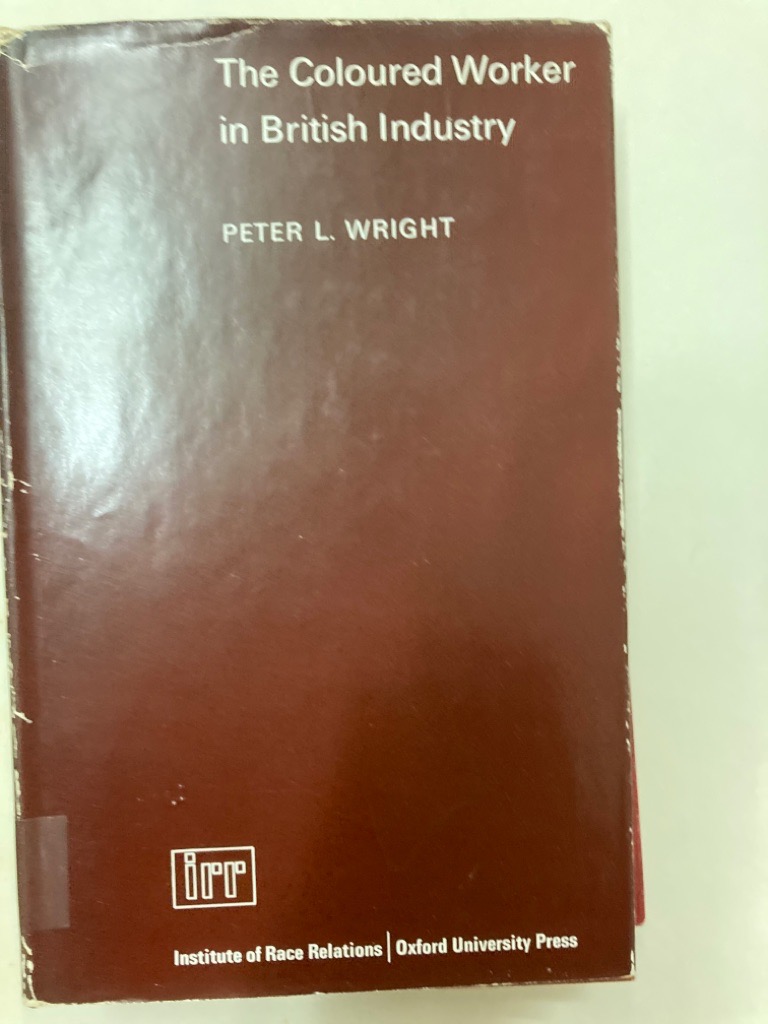 The Coloured Worker
in British Industry
PETER L. WRIGHT
irr
Institute of Race Relations | Oxford University Press